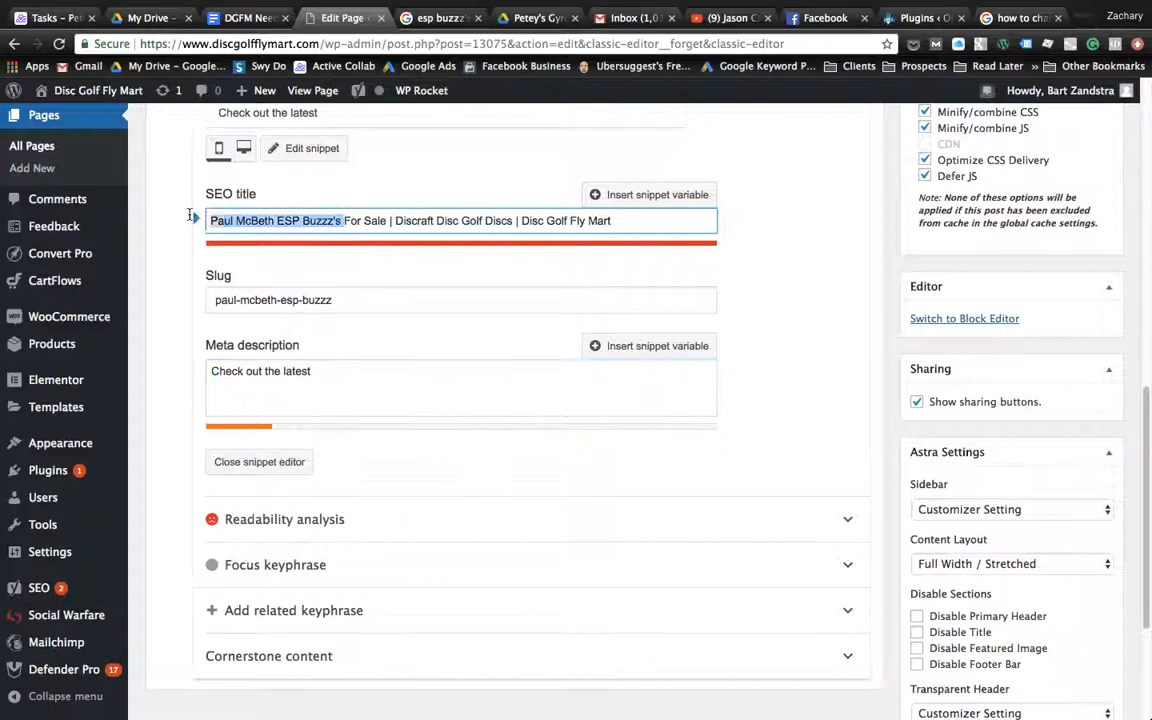 Tasks - P
My Drive -
DGFM Nee
Edit Page
esp buzz's
Petey's Gy
Inbox (1,0
(7) Jason C
Facebook
Plugins ‹ O
how to cha
Zachary
Secure | https://www.discgolfflymart.com/wp-admin/post.php?post=13075&action=edit&classic-editor__forget&classic-editor
Apps Gmail My Drive - Google... Swy Do Active Collab Google Ads Facebook Business Ubersuggest's Fre... Google Keyword P... Clients Prospects Read Later » Other Bookmarks
Disc Golf Fly Mart 1 0 New View Page WP Rocket Howdy, Bart Zandstra
Pages
All Pages
Add New
Comments
Feedback
Convert Pro
CartFlows
WooCommerce
Products
Elementor
Templates
Appearance
Plugins 1
Users
Tools
Settings
SEO 2
Social Warfare
Mailchimp
Defender Pro 17
Collapse menu
Check out the latest
Edit snippet
SEO title
Insert snippet variable
Paul McBeth ESP Buzzz's For Sale | Discraft Disc Golf Discs | Disc Golf Fly Mart
Slug
paul-mcbeth-esp-buzzz
Meta description
Insert snippet variable
Check out the latest
Close snippet editor
Readability analysis
Focus keyphrase
Add related keyphrase
Cornerstone content
Minify/combine CSS
Minify/combine JS
CDN
Optimize CSS Delivery
Defer JS
Note: None of these options will be
applied if this post has been excluded
from cache in the global cache settings.
Editor
Switch to Block Editor
Sharing
Show sharing buttons.
Astra Settings
Sidebar
Customizer Setting
Content Layout
Full Width / Stretched
Disable Sections
Disable Primary Header
Disable Title
Disable Featured Image
Disable Footer Bar
Transparent Header
Customizer Setting